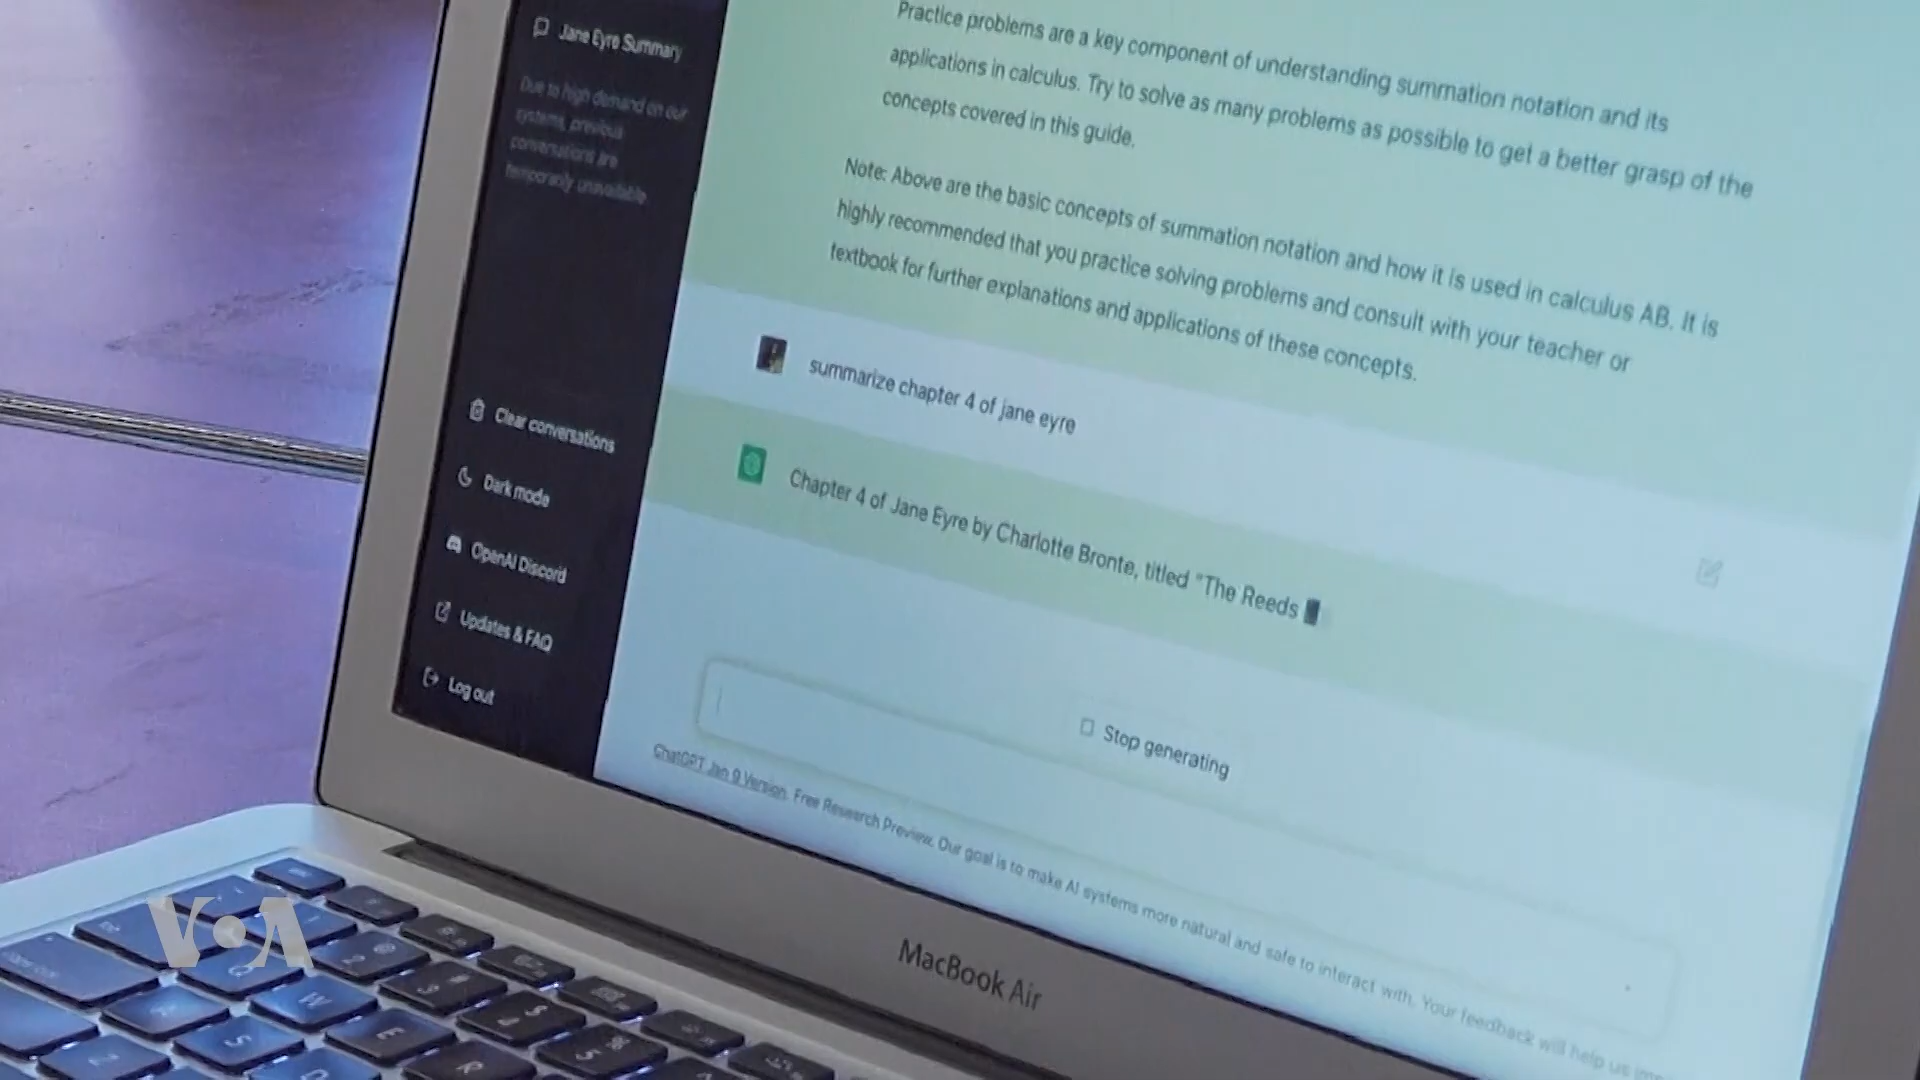 Jane Eyre Summary
Due to high demand on our
systems, previous
conversations are
temporarily unavailable.
Clear conversations
Dark mode
OpenAI Discord
Updates & FAQ
Log out
Practice problems are a key component of understanding summation notation and its
applications in calculus. Try to solve as many problems as possible to get a better grasp of the
concepts covered in this guide.
Note: Above are the basic concepts of summation notation and how it is used in calculus AB. It is
highly recommended that you practice solving problems and consult with your teacher or
textbook for further explanations and applications of these concepts.
summarize chapter 4 of jane eyre
Chapter 4 of Jane Eyre by Charlotte Bronte, titled "The Reeds
Stop generating
ChatGPT Jan 9 Version. Free Research Preview. Our goal is to make AI systems more natural and safe to interact with. Your feedback will help us
MacBook Air
VOA
Q W E R
S D
Z